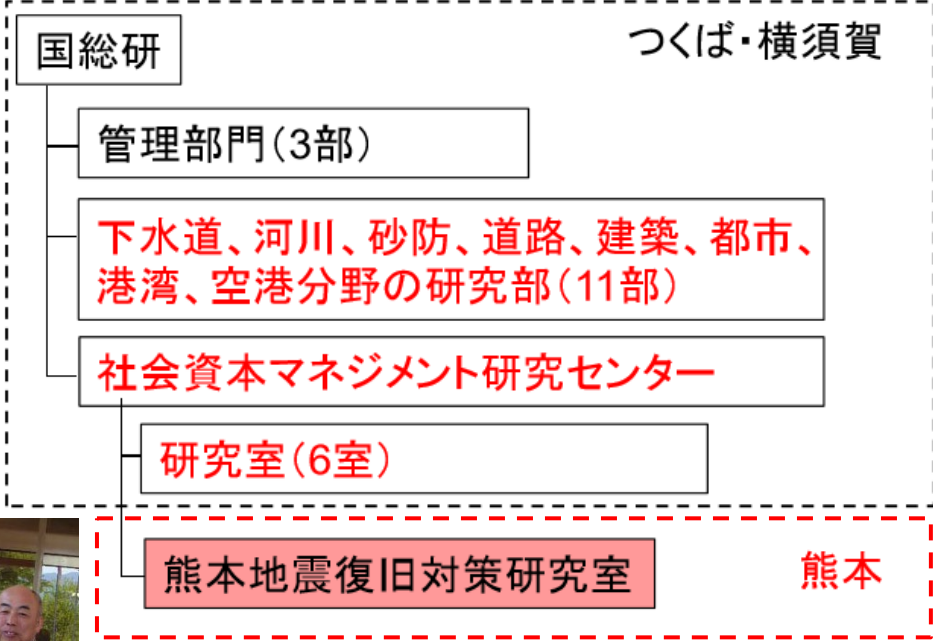 国総研
つくば・横須賀
管理部門(3部)
下水道、河川、砂防、道路、建築、都市、
港湾、空港分野の研究部(11部)
社会資本マネジメント研究センター
研究室(6室)
熊本地震復旧対策研究室
熊本